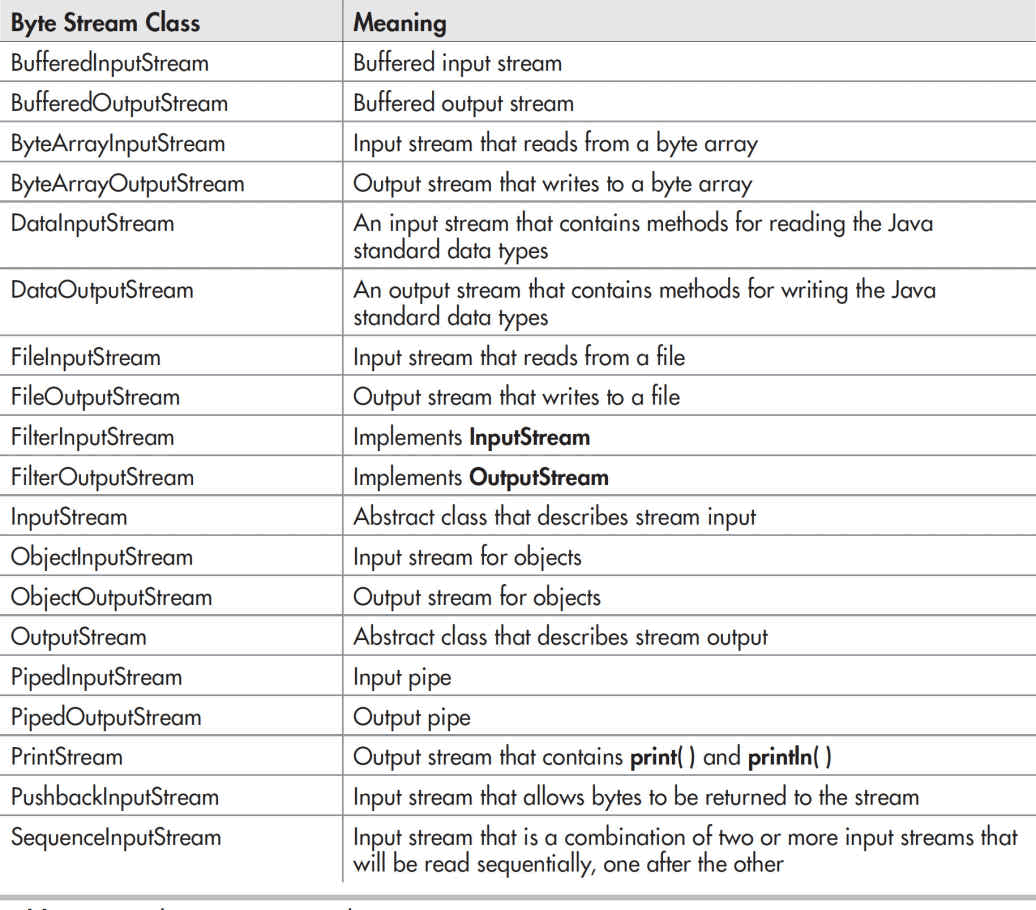 Byte Stream Class Meaning
BufferedInputStream Buffered input stream
BufferedOutputStream Buffered output stream
ByteArrayInputStream Input stream that reads from a byte array
ByteArrayOutputStream Output stream that writes to a byte array
DataInputStream An input stream that contains methods for reading the Java
standard data types
DataOutputStream An output stream that contains methods for writing the Java
standard data types
FileInputStream Input stream that reads from a file
FileOutputStream Output stream that writes to a file
FilterInputStream Implements InputStream
FilterOutputStream Implements OutputStream
InputStream Abstract class that describes stream input
ObjectInputStream Input stream for objects
ObjectOutputStream Output stream for objects
OutputStream Abstract class that describes stream output
PipedInputStream Input pipe
PipedOutputStream Output pipe
PrintStream Output stream that contains print( ) and println( )
PushbackInputStream Input stream that allows bytes to be returned to the stream
SequenceInputStream Input stream that is a combination of two or more input streams that
will be read sequentially, one after the other